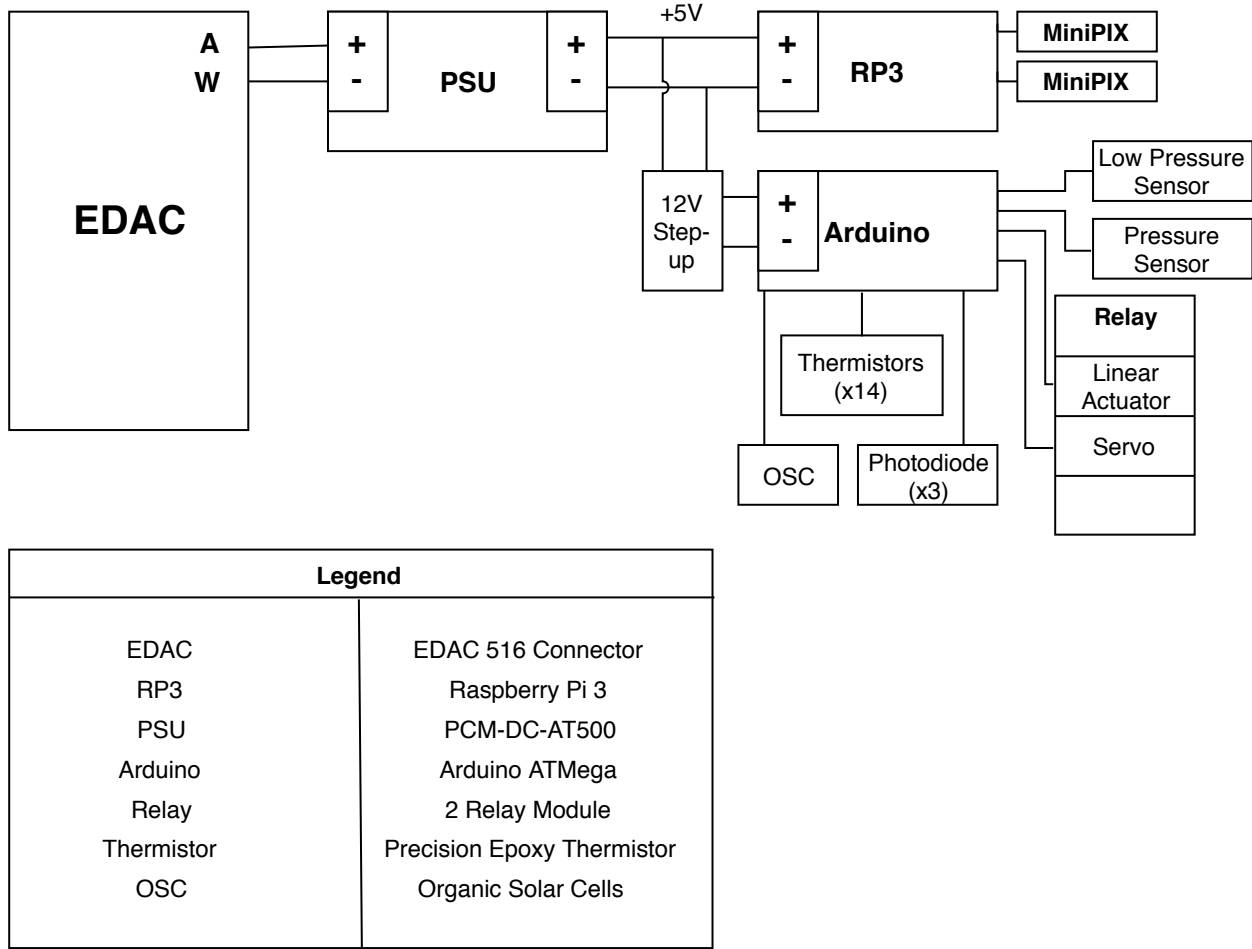 +5V
A
W
EDAC
+
-
PSU
+
-
+
-
RP3
MiniPIX
MiniPIX
12V
Step-
up
+
-
Arduino
Low Pressure
Sensor
Pressure
Sensor
Relay
Linear
Actuator
Servo
Thermistors
(x14)
OSC
Photodiode
(x3)
Legend
EDAC EDAC 516 Connector
RP3 Raspberry Pi 3
PSU PCM-DC-AT500
Arduino Arduino ATMega
Relay 2 Relay Module
Thermistor Precision Epoxy Thermistor
OSC Organic Solar Cells